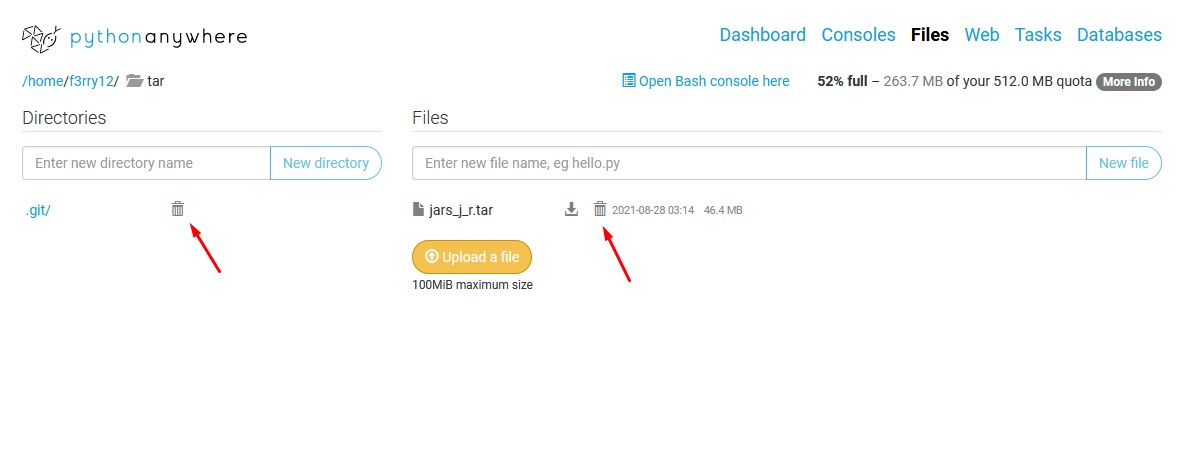 pythonanywhere
Dashboard Consoles Files Web Tasks Databases
/home/f3rry12/ tar
Open Bash console here
52% full – 263.7 MB of your 512.0 MB quota More Info
Directories
Enter new directory name New directory
.git/
Files
Enter new file name, eg hello.py New file
jars_j_r.tar 2021-08-28 03:14 46.4 MB
Upload a file
100MiB maximum size